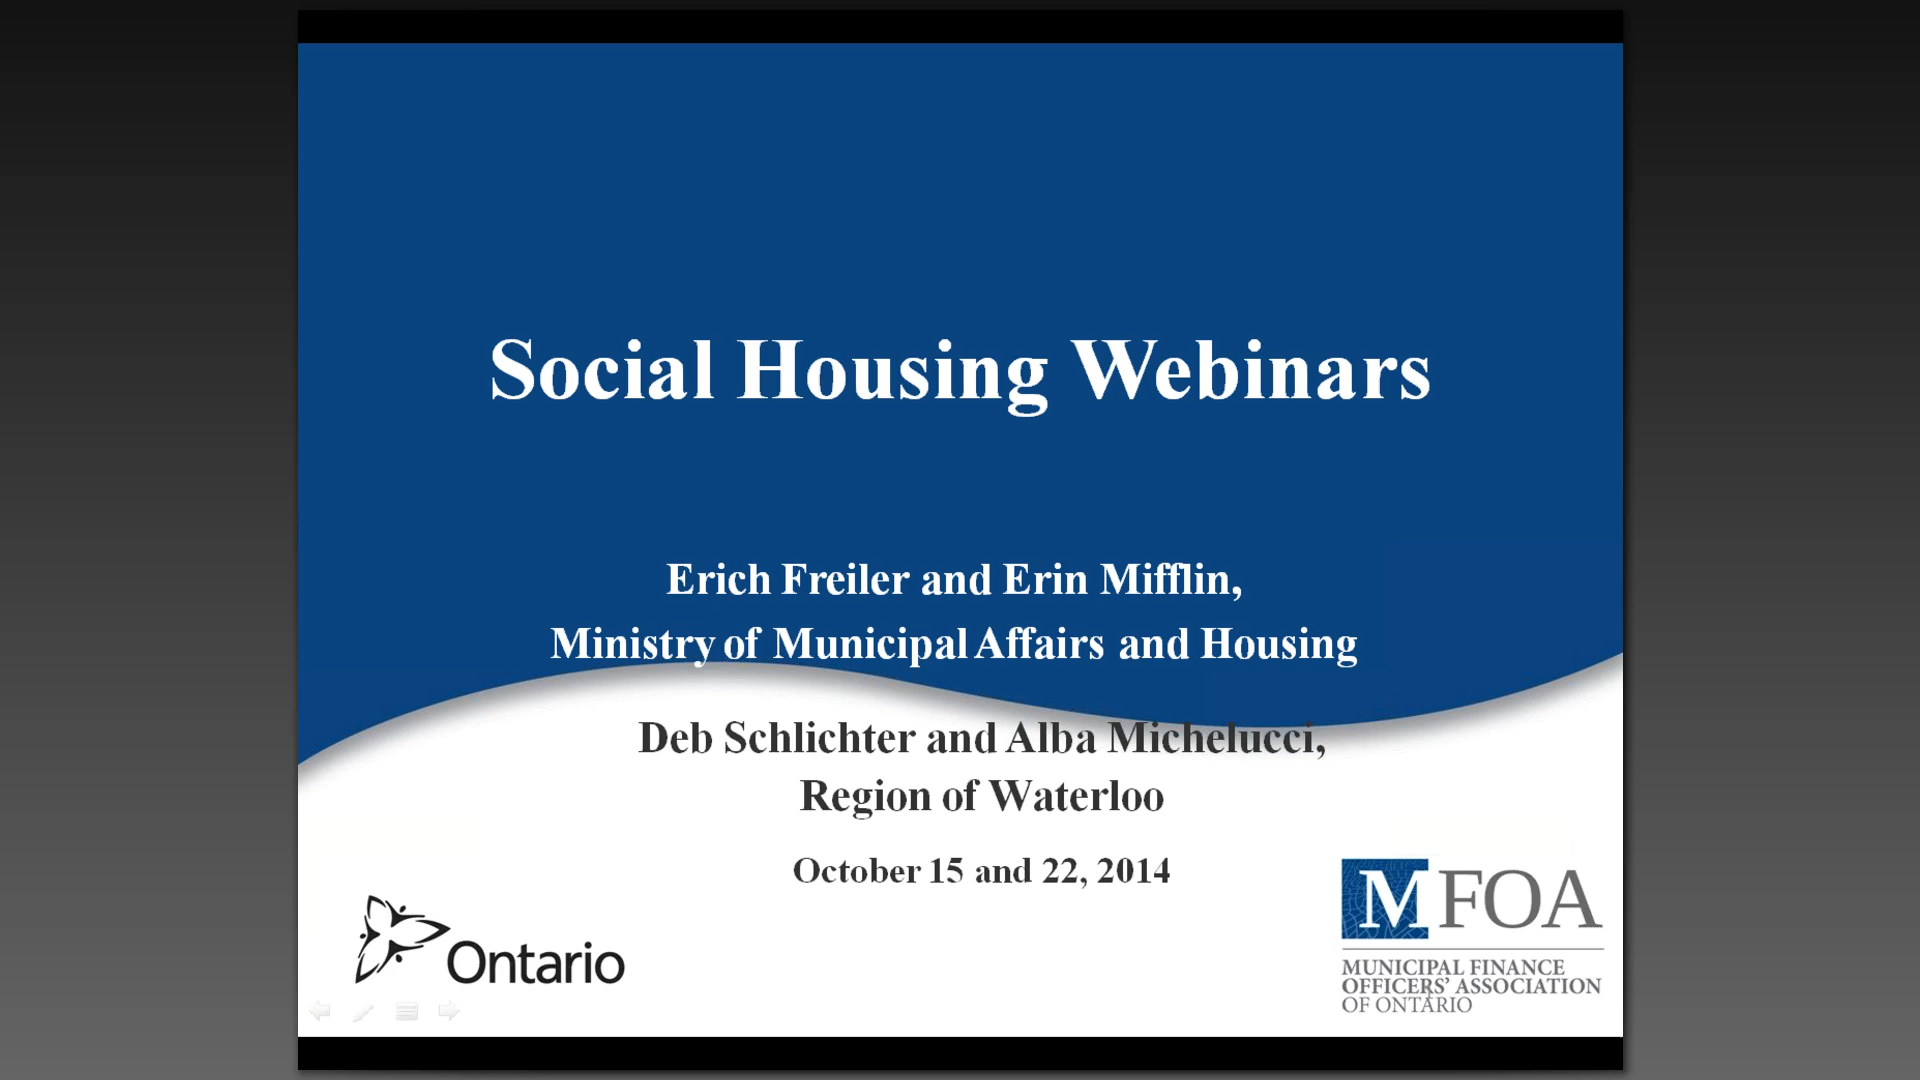 Social Housing Webinars
Erich Freiler and Erin Mifflin,
Ministry of Municipal Affairs and Housing
Deb Schlichter and Alba Michelucci,
Region of Waterloo
October 15 and 22, 2014
Ontario
MFOA
MUNICIPAL FINANCE
OFFICERS' ASSOCIATION
OF ONTARIO